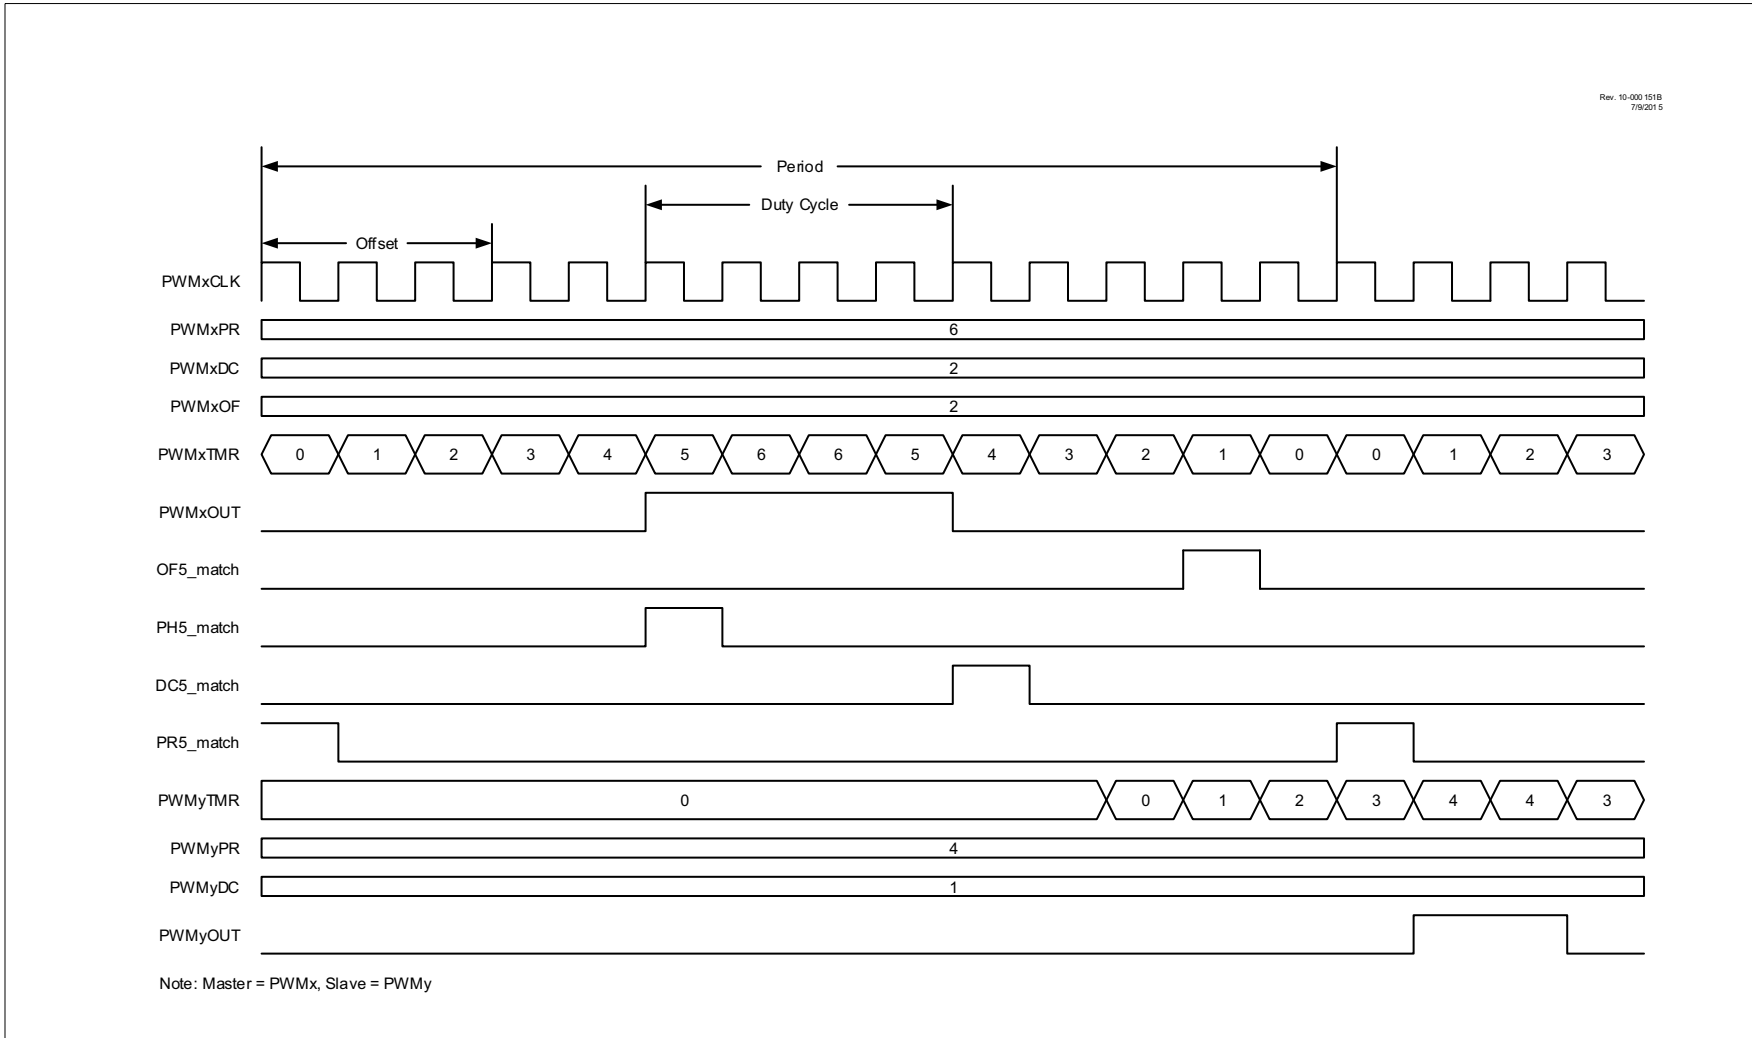 Rev. 10-000 151B
7/9/201 5
Period
Duty Cycle
Offset
PWMxCLK
PWMxPR 6
PWMxDC 2
PWMxOF 2
PWMxTMR 0 1 2 3 4 5 6 6 5 4 3 2 1 0 0 1 2 3
PWMxOUT
OF5_match
PH5_match
DC5_match
PR5_match
PWMyTMR 0 0 1 2 3 4 4 3
PWMyPR 4
PWMyDC 1
PWMyOUT
Note: Master = PWMx, Slave = PWMy